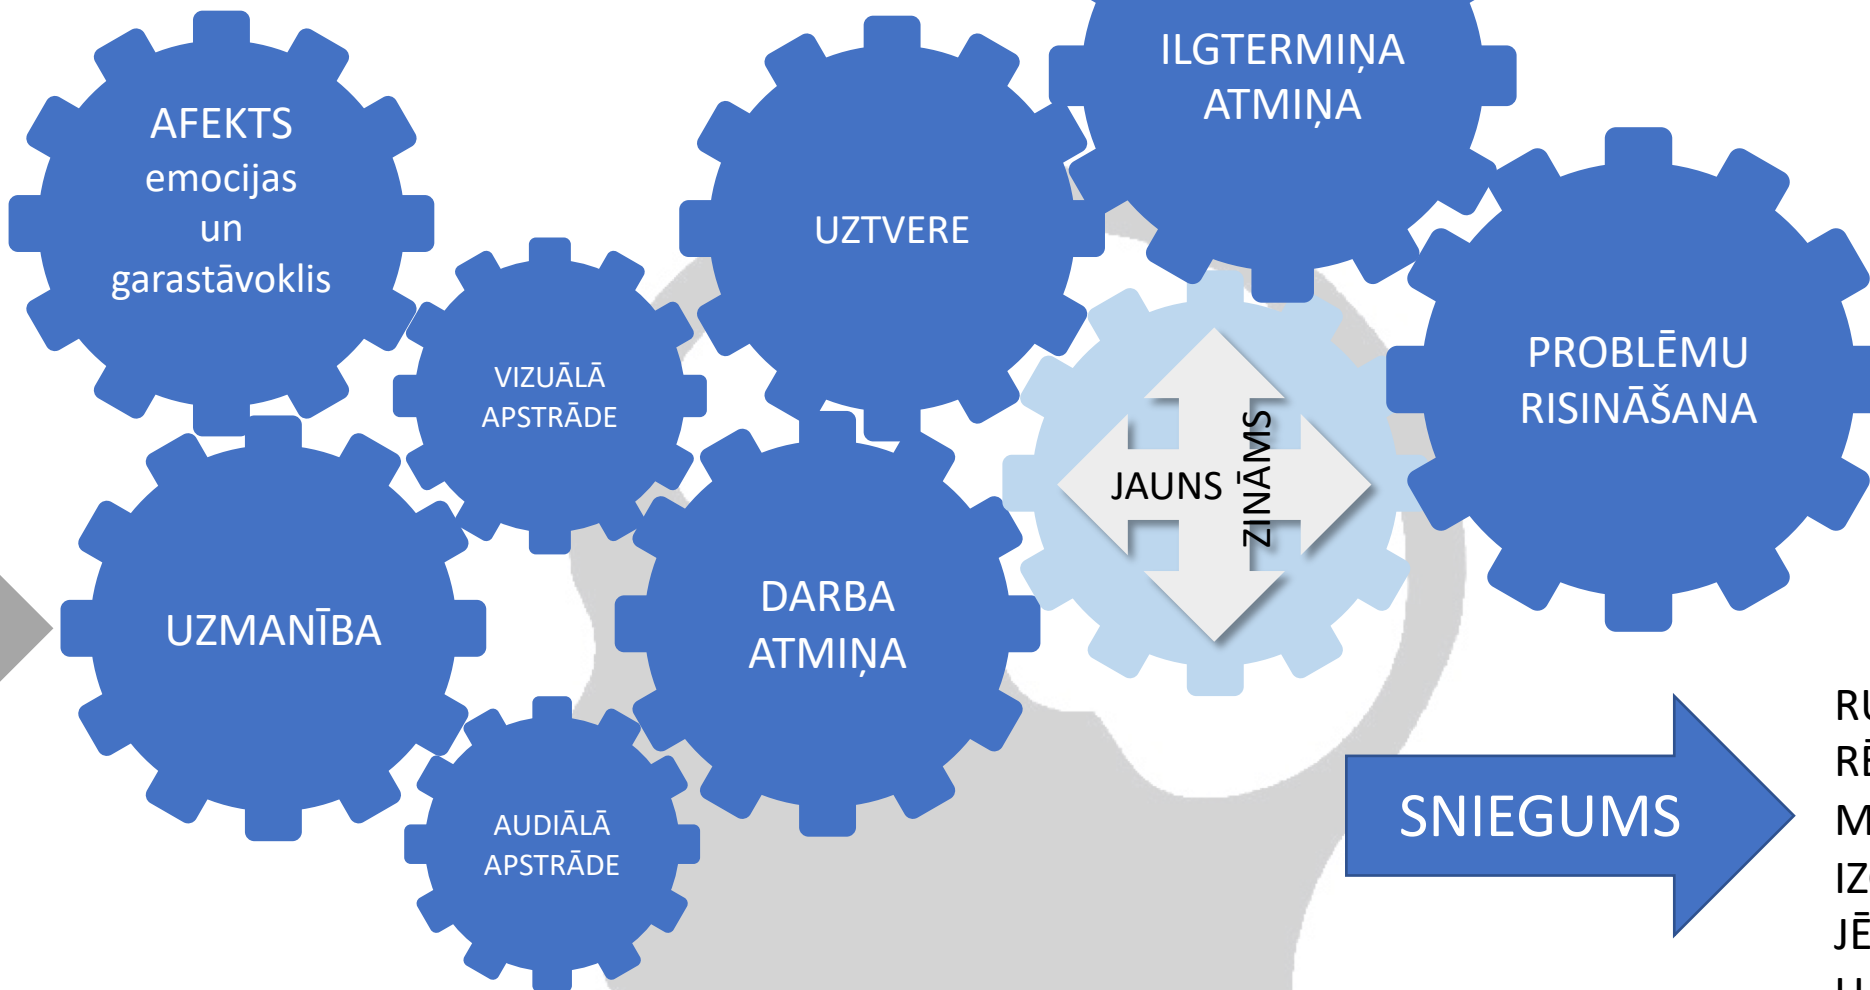 AFEKTS
emocijas
un
garastāvoklis
VIZUĀLĀ
APSTRĀDE
UZTVERE
ILGTERMIŅA
ATMIŅA
PROBLĒMU
RISINĀŠANA
JAUNS
ZINĀMS
UZMANĪBA
DARBA
ATMIŅA
AUDIĀLĀ
APSTRĀDE
SNIEGUMS